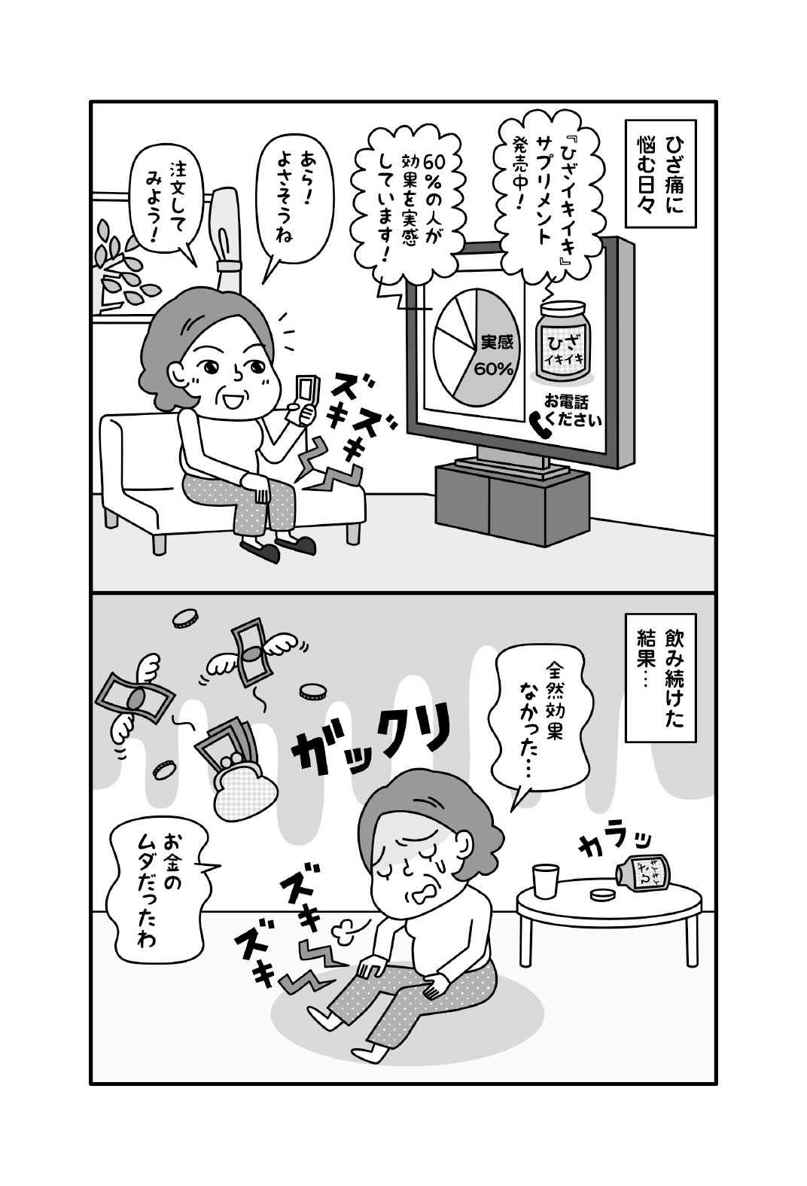 ひざ痛に
悩む日々
『ひざイキイキ』
サプリメント
発売中!
60%の人が
効果を実感
しています!
あら!
よさそうね
注文して
みよう!
実感
60%
ひざ
イキイキ
お電話
ください
ズキ
ズキ
飲み続けた
結果…
全然効果
なかった…
ガックリ
カラッ
お金の
ムダだったわ
ズキ
ズキ